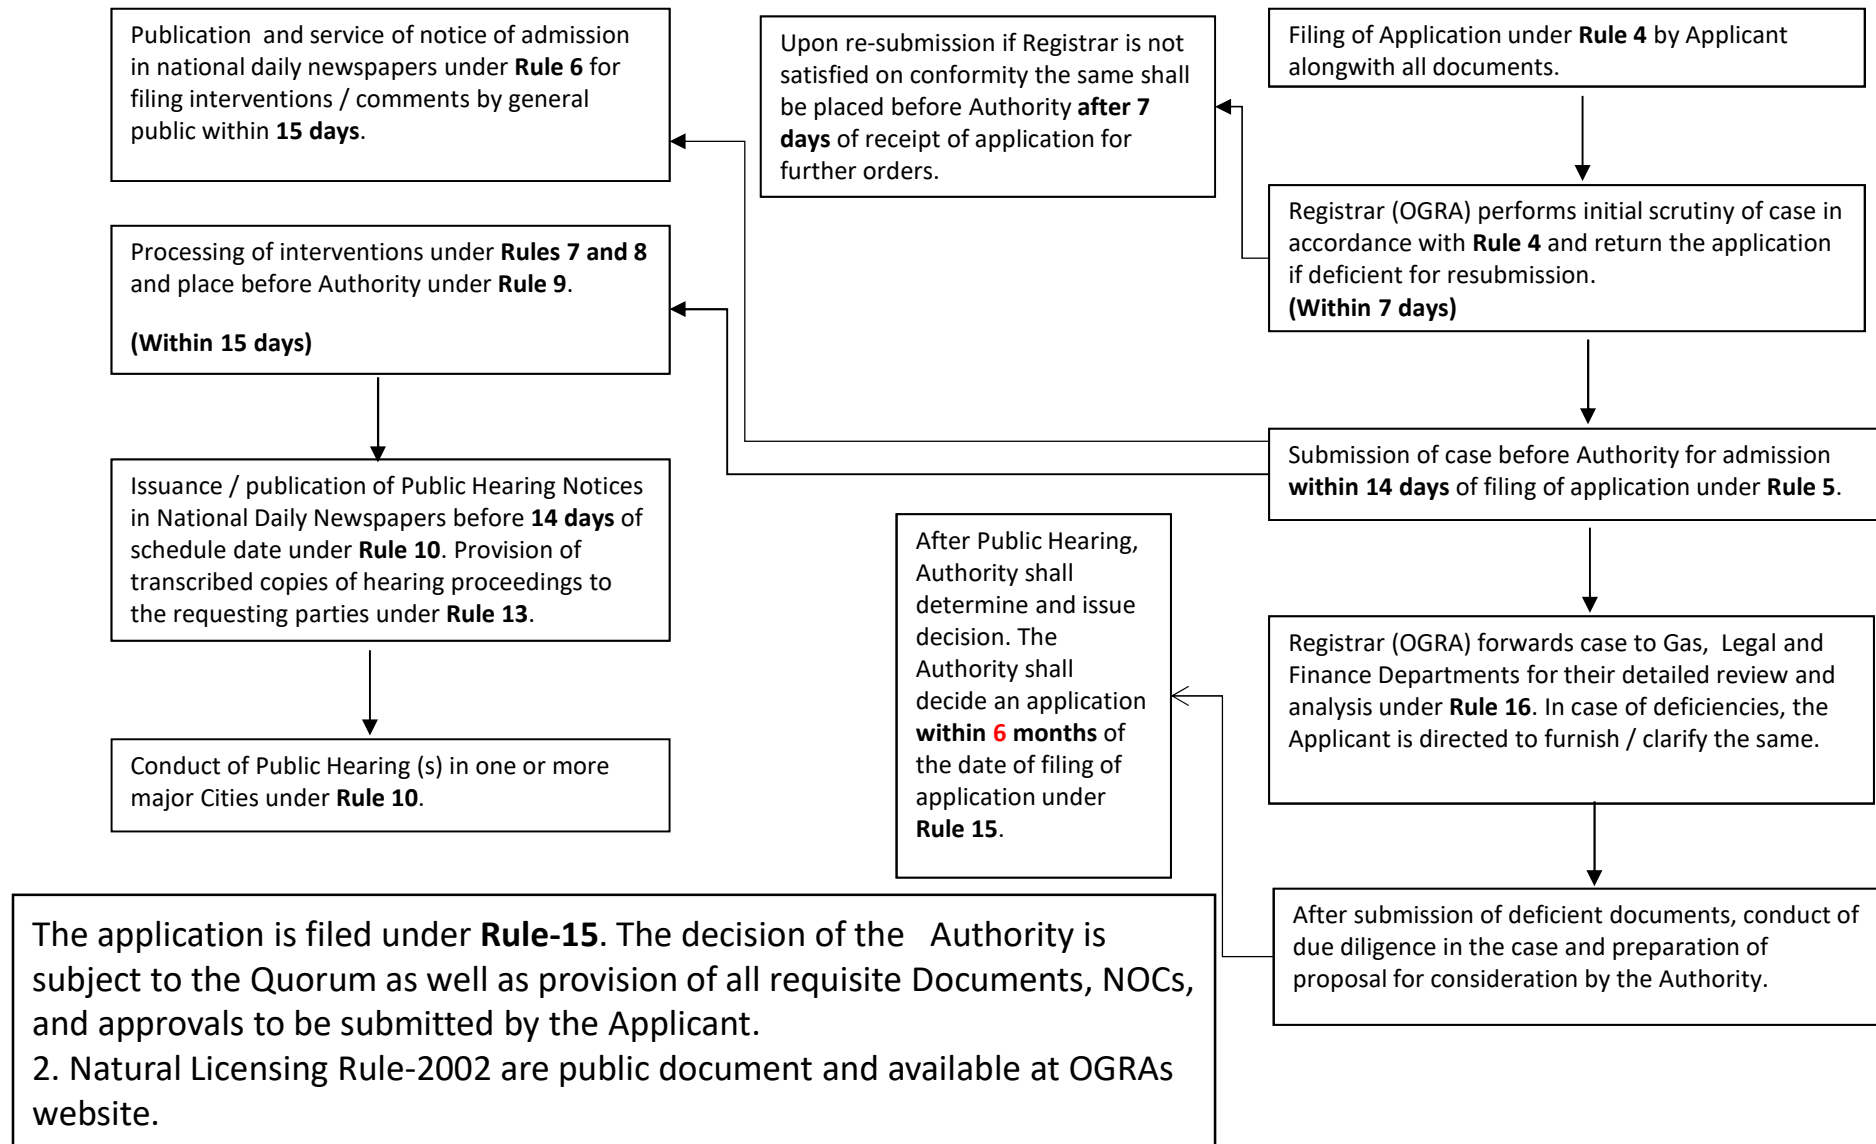 Publication and service of notice of admission
in national daily newspapers under Rule 6 for
filing interventions / comments by general
public within 15 days.
Upon re-submission if Registrar is not
satisfied on conformity the same shall
be placed before Authority after 7
days of receipt of application for
further orders.
Filing of Application under Rule 4 by Applicant
alongwith all documents.
Registrar (OGRA) performs initial scrutiny of case in
accordance with Rule 4 and return the application
if deficient for resubmission.
(Within 7 days)
Processing of interventions under Rules 7 and 8
and place before Authority under Rule 9.
(Within 15 days)
Submission of case before Authority for admission
within 14 days of filing of application under Rule 5.
Issuance / publication of Public Hearing Notices
in National Daily Newspapers before 14 days of
schedule date under Rule 10. Provision of
transcribed copies of hearing proceedings to
the requesting parties under Rule 13.
After Public Hearing,
Authority shall
determine and issue
decision. The
Authority shall
decide an application
within 6 months of
the date of filing of
application under
Rule 15.
Registrar (OGRA) forwards case to Gas, Legal and
Finance Departments for their detailed review and
analysis under Rule 16. In case of deficiencies, the
Applicant is directed to furnish / clarify the same.
Conduct of Public Hearing (s) in one or more
major Cities under Rule 10.
After submission of deficient documents, conduct of
due diligence in the case and preparation of
proposal for consideration by the Authority.
The application is filed under Rule-15. The decision of the Authority is
subject to the Quorum as well as provision of all requisite Documents, NOCs,
and approvals to be submitted by the Applicant.
2. Natural Licensing Rule-2002 are public document and available at OGRAs
website.